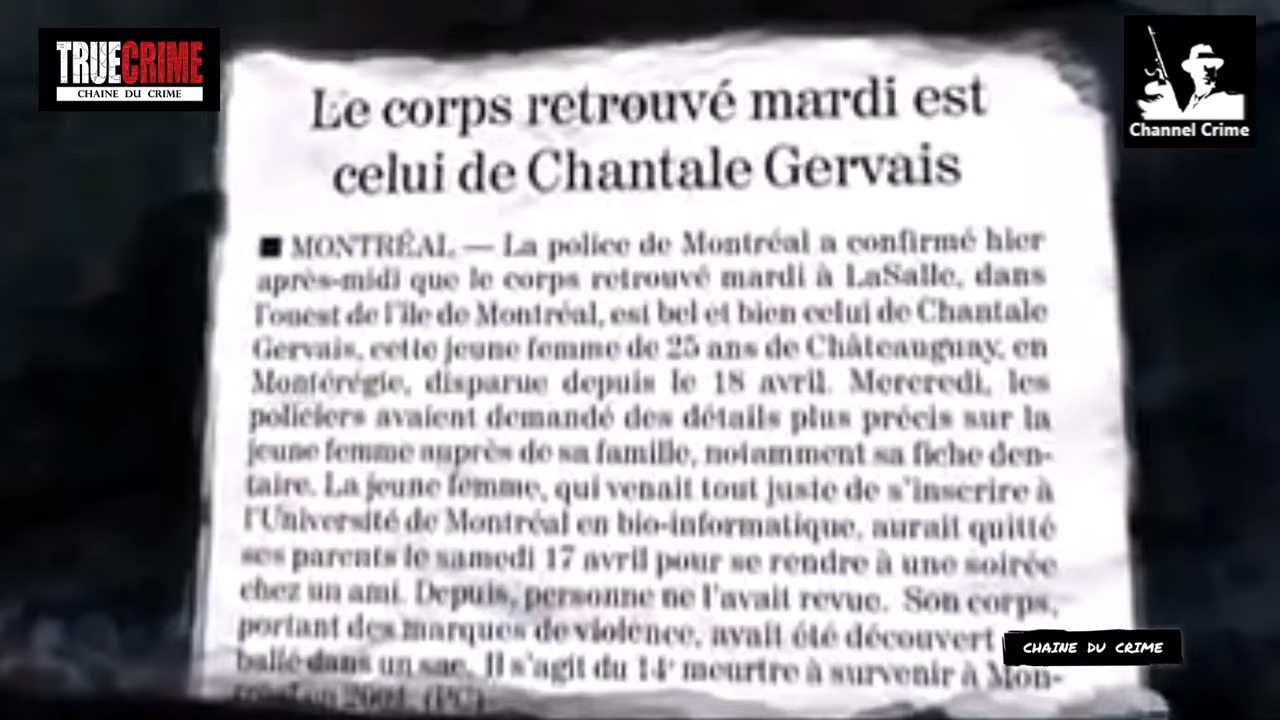 TRUECRIME
CHAINE DU CRIME
Channel Crime
Le corps retrouvé mardi est
celui de Chantale Gervais
■ MONTRÉAL — La police de Montréal a confirmé hier
après-midi que le corps retrouvé mardi à LaSalle, dans
l'ouest de l'île de Montréal, est bel et bien celui de Chantale
Gervais, cette jeune femme de 25 ans de Châteauguay, en
Montérégie, disparue depuis le 18 avril. Mercredi, les
policiers avaient demandé des détails plus précis sur la
jeune femme auprès de sa famille, notamment sa fiche den-
taire. La jeune femme, qui venait tout juste de s'inscrire à
l'Université de Montréal en bio-informatique, aurait quitté
ses parents le samedi 17 avril pour se rendre à une soirée
chez un ami. Depuis, personne ne l'avait revue. Son corps,
portant des marques de violence, avait été découvert
ballé dans un sac. Il s'agit du 14e meurtre à survenir à Mon-
(PC)
CHAINE DU CRIME